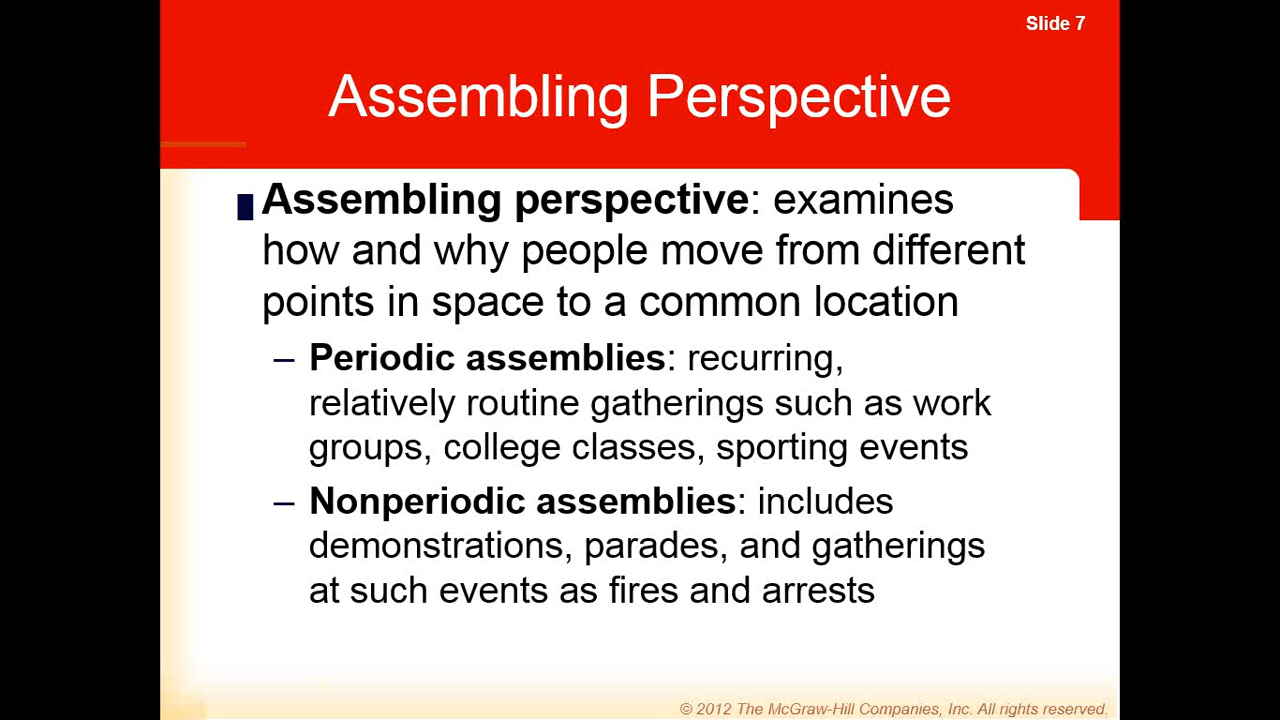 Slide 7
Assembling Perspective
Assembling perspective: examines
how and why people move from different
points in space to a common location
– Periodic assemblies: recurring,
relatively routine gatherings such as work
groups, college classes, sporting events
– Nonperiodic assemblies: includes
demonstrations, parades, and gatherings
at such events as fires and arrests
© 2012 The McGraw-Hill Companies, Inc. All rights reserved.